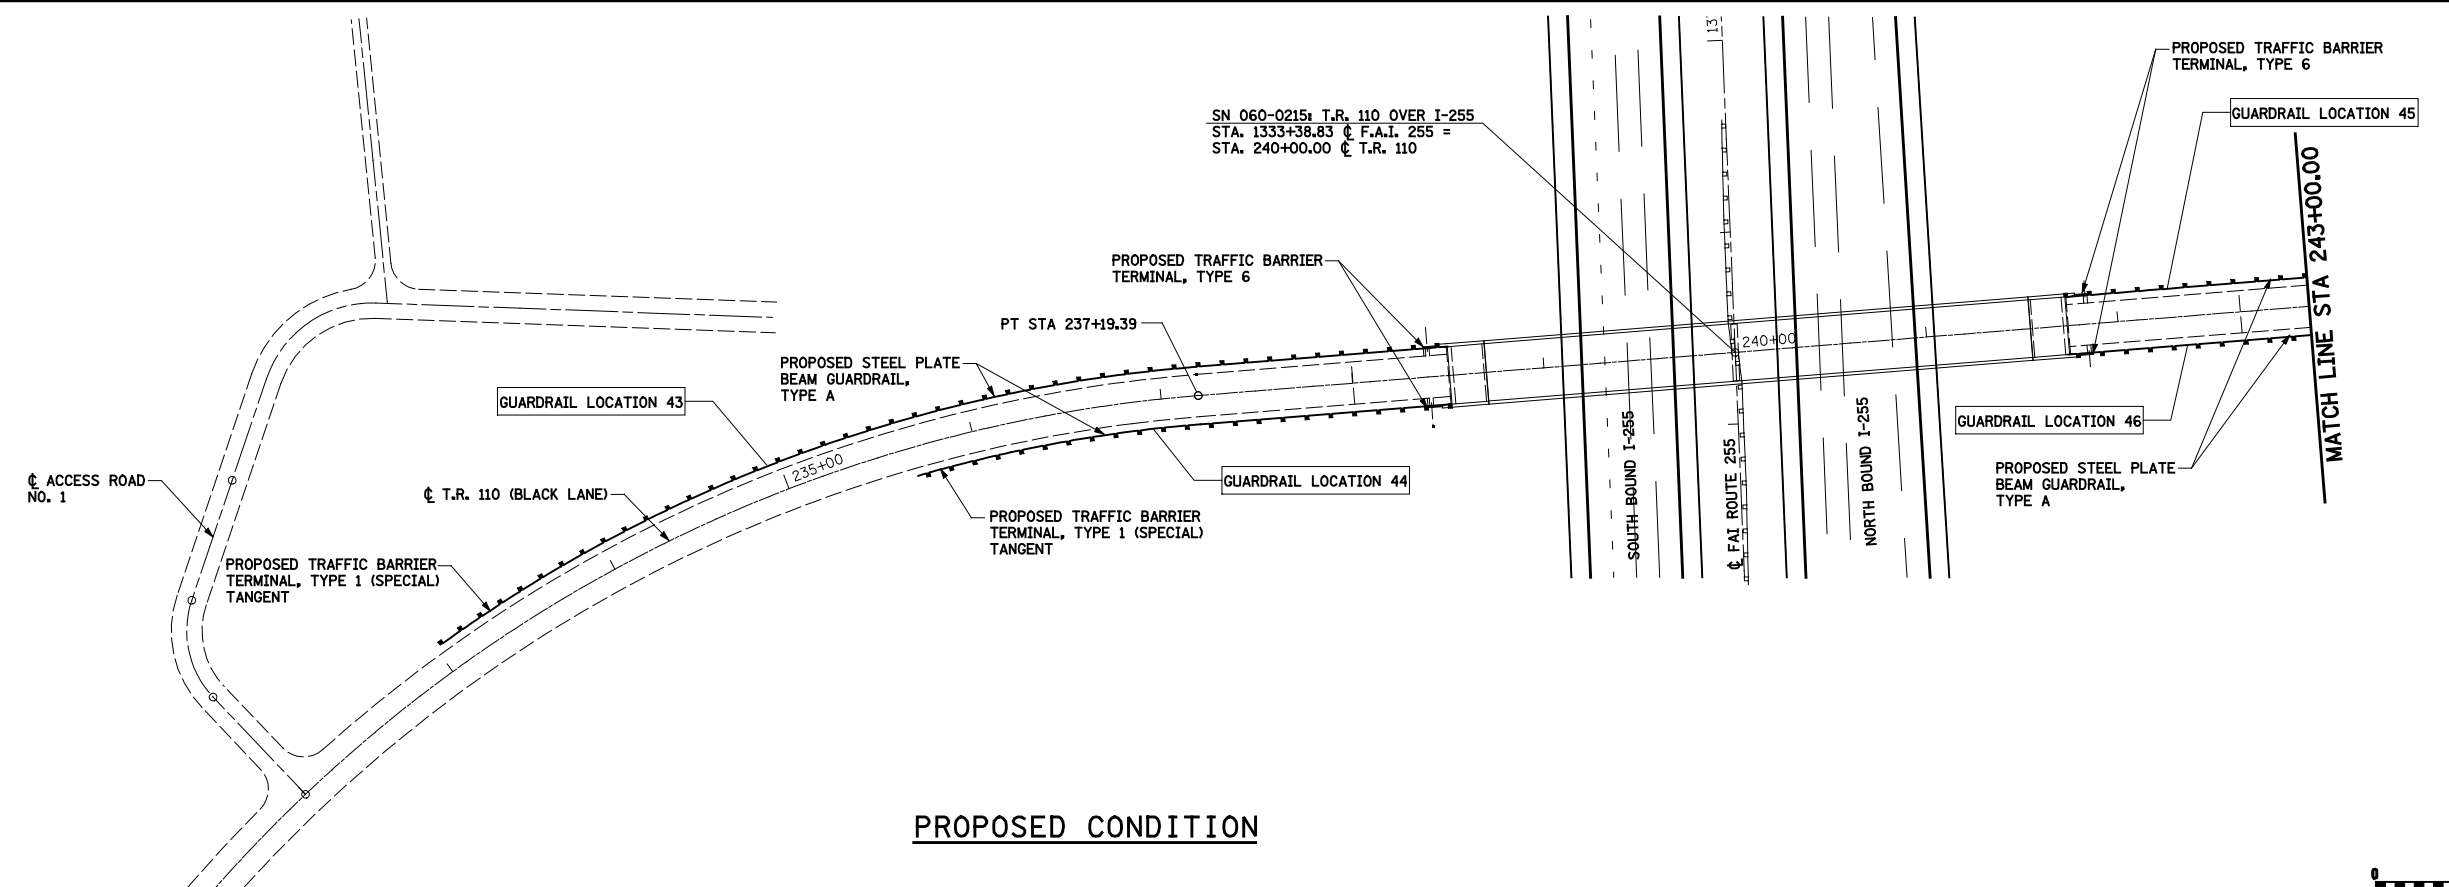 PROPOSED TRAFFIC BARRIER
TERMINAL, TYPE 6
GUARDRAIL LOCATION 45
SN 060-0215: T.R. 110 OVER I-255
STA. 1333+38.83 ℄ F.A.I. 255 =
STA. 240+00.00 ℄ T.R. 110
13
MATCH LINE STA 243+00.00
PROPOSED TRAFFIC BARRIER
TERMINAL, TYPE 6
PT STA 237+19.39
240+00
PROPOSED STEEL PLATE
BEAM GUARDRAIL,
TYPE A
GUARDRAIL LOCATION 43
GUARDRAIL LOCATION 46
235+00
SOUTH BOUND I-255
℄ FAI ROUTE 255
NORTH BOUND I-255
PROPOSED STEEL PLATE
BEAM GUARDRAIL,
TYPE A
GUARDRAIL LOCATION 44
℄ ACCESS ROAD
NO. 1
℄ T.R. 110 (BLACK LANE)
PROPOSED TRAFFIC BARRIER
TERMINAL, TYPE 1 (SPECIAL)
TANGENT
PROPOSED TRAFFIC BARRIER
TERMINAL, TYPE 1 (SPECIAL)
TANGENT
PROPOSED CONDITION
0